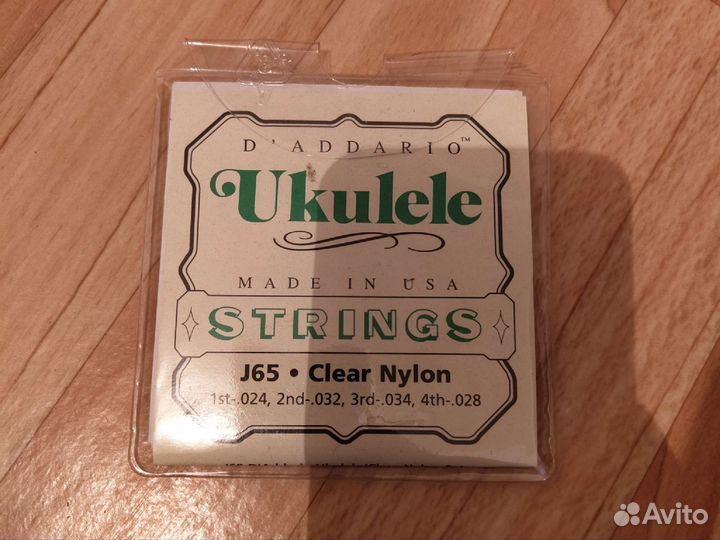 D'ADDARIO™
Ukulele
MADE IN USA
STRINGS
J65 • Clear Nylon
1st-.024, 2nd-.032, 3rd-.034, 4th-.028
Avito